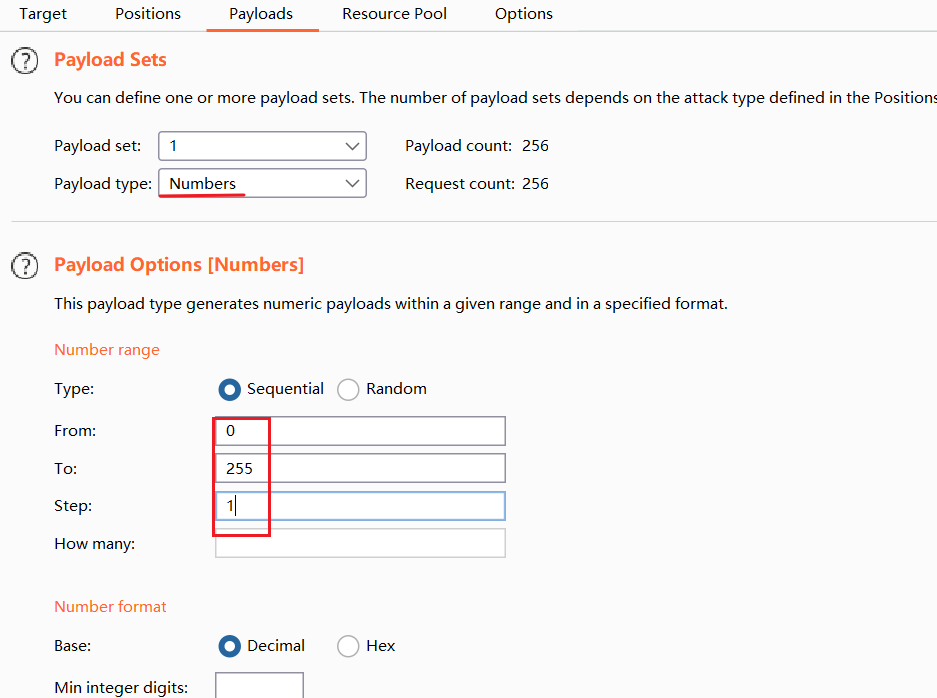 Target Positions Payloads Resource Pool Options
? Payload Sets
You can define one or more payload sets. The number of payload sets depends on the attack type defined in the Positions
Payload set: 1 Payload count: 256
Payload type: Numbers Request count: 256
? Payload Options [Numbers]
This payload type generates numeric payloads within a given range and in a specified format.
Number range
Type: Sequential Random
From: 0
To: 255
Step: 1
How many:
Number format
Base: Decimal Hex
Min integer digits: